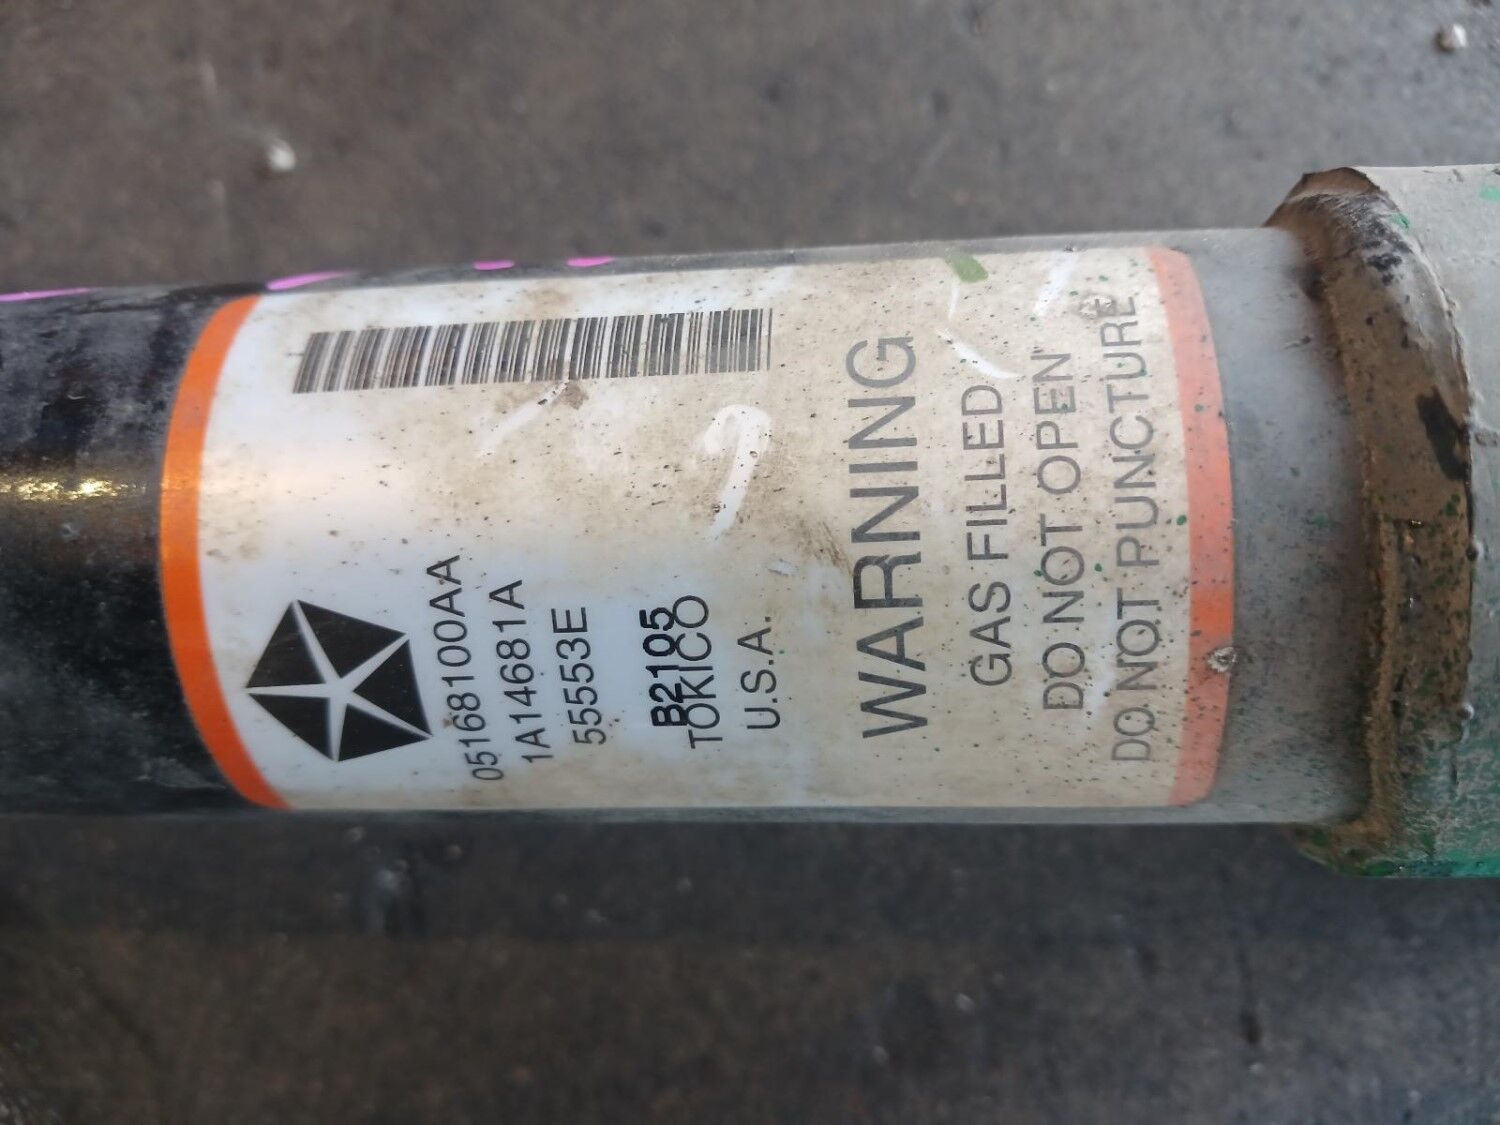 05168100AA
1A14681A
55553E
B2105
TOKICO
U.S.A.
WARNING
GAS FILLED
DO NOT OPEN
DO NOT PUNCTURE